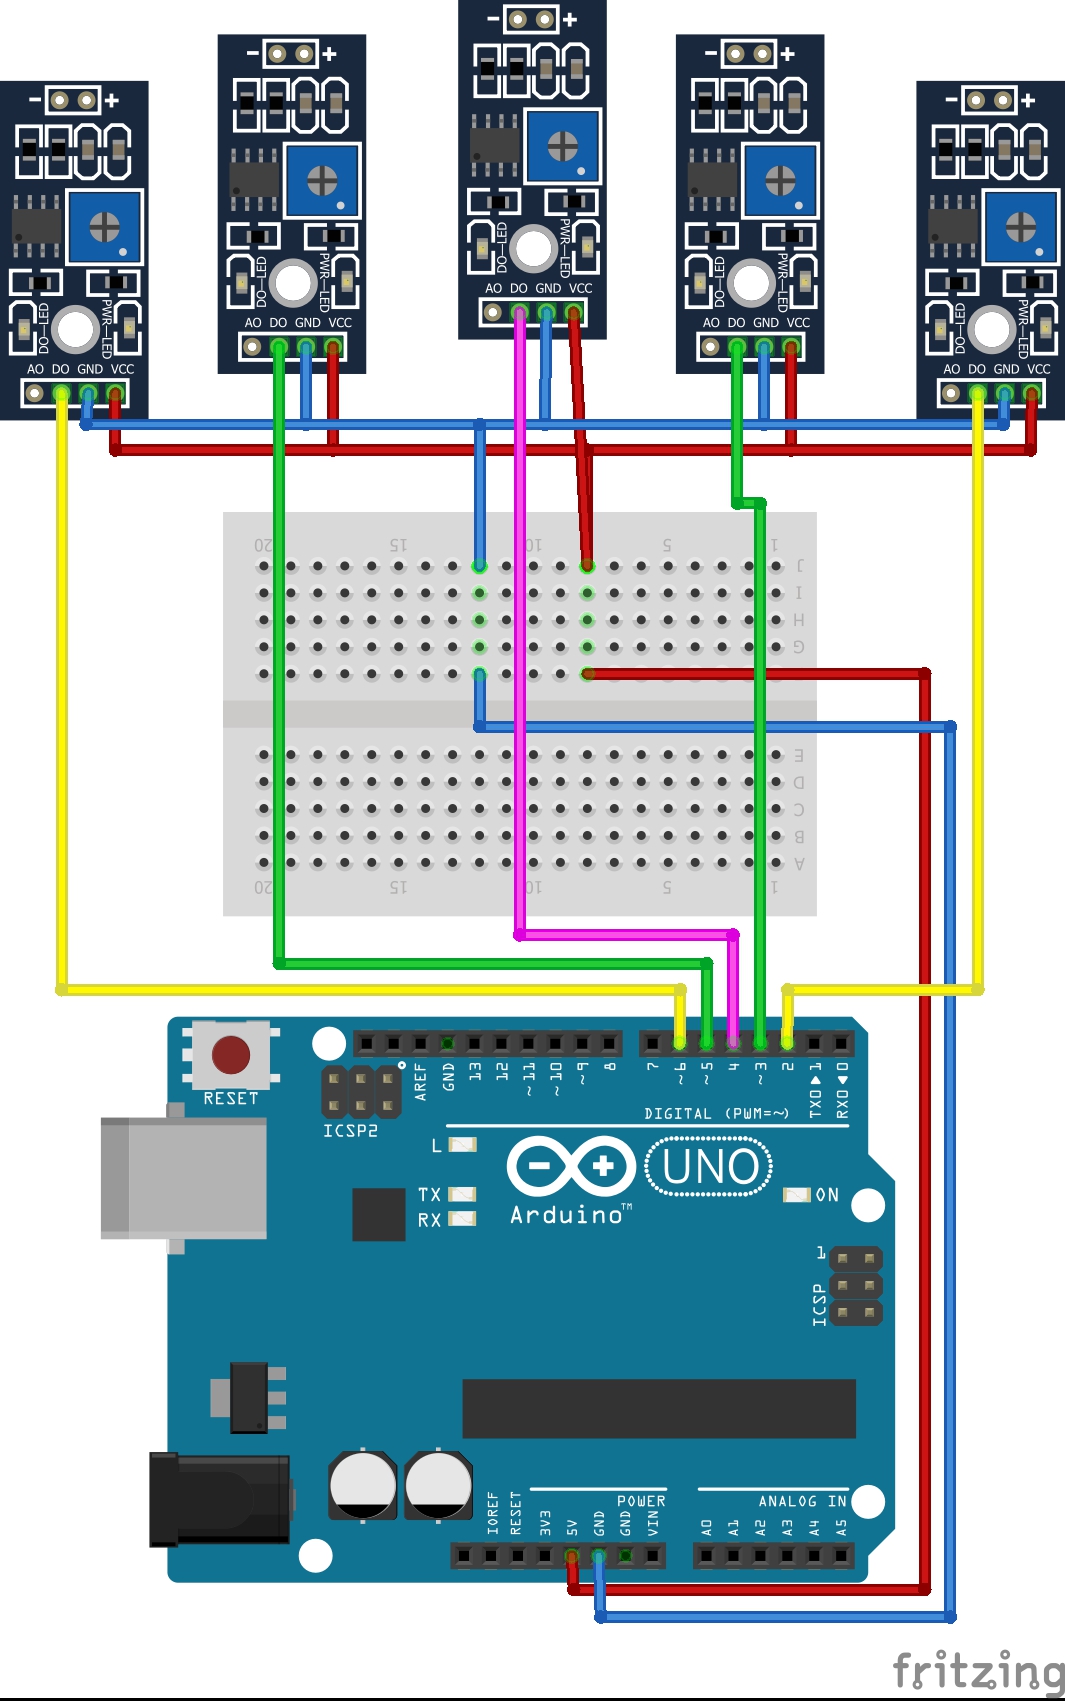 - +
- +
- +
- +
- +
DO—LED
PWR—LED
AO DO GND VCC
DO—LED
PWR—LED
AO DO GND VCC
DO—LED
PWR—LED
AO DO GND VCC
DO—LED
PWR—LED
AO DO GND VCC
DO—LED
PWR—LED
AO DO GND VCC
20 15 10 5 1
J
I
H
G
E
D
C
B
A
20 15 10 5 1
RESET
ICSP2
AREF
GND
13
12
~11
~10
~9
8
7
~6
~5
4
~3
2
TX0▶1
RX0◀0
DIGITAL (PWM=~)
L
TX
RX
- +
UNO
Arduino™
ON
1
ICSP
POWER
ANALOG IN
IOREF
RESET
3V3
5V
GND
GND
VIN
A0
A1
A2
A3
A4
A5
fritzing